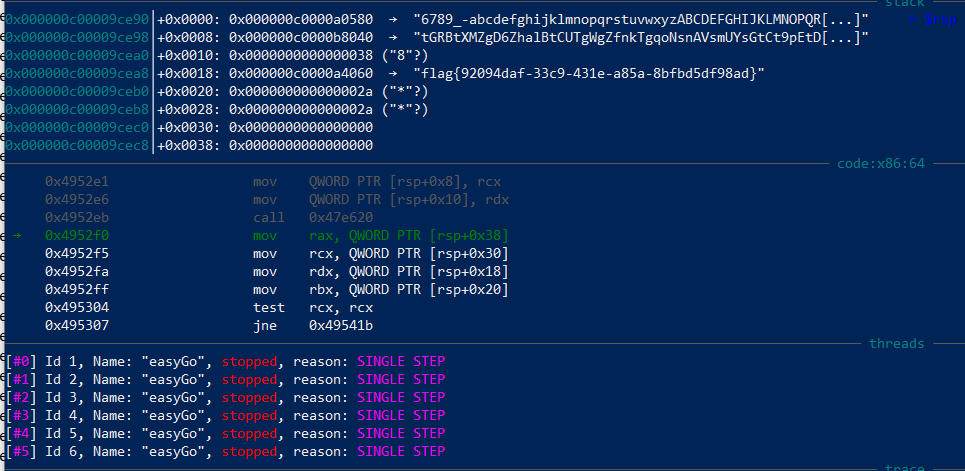 stack
0x000000c00009ce90│+0x0000: 0x000000c0000a0580 → "6789_-abcdefghijklmnopqrstuvwxyzABCDEFGHIJKLMNOPQR[...]" ← $rsp
0x000000c00009ce98│+0x0008: 0x000000c0000b8040 → "tGRBtXMZgD6ZhalBtCUTgWgZfnkTgqoNsnAVsmUYsGtCt9pEtD[...]"
0x000000c00009cea0│+0x0010: 0x0000000000000038 ("8"?)
0x000000c00009cea8│+0x0018: 0x000000c0000a4060 → "flag{92094daf-33c9-431e-a85a-8bfbd5df98ad}"
0x000000c00009ceb0│+0x0020: 0x000000000000002a ("*"?)
0x000000c00009ceb8│+0x0028: 0x000000000000002a ("*"?)
0x000000c00009cec0│+0x0030: 0x0000000000000000
0x000000c00009cec8│+0x0038: 0x0000000000000000
code:x86:64
0x4952e1 mov QWORD PTR [rsp+0x8], rcx
0x4952e6 mov QWORD PTR [rsp+0x10], rdx
0x4952eb call 0x47e620
→ 0x4952f0 mov rax, QWORD PTR [rsp+0x38]
0x4952f5 mov rcx, QWORD PTR [rsp+0x30]
0x4952fa mov rdx, QWORD PTR [rsp+0x18]
0x4952ff mov rbx, QWORD PTR [rsp+0x20]
0x495304 test rcx, rcx
0x495307 jne 0x49541b
threads
[#0] Id 1, Name: "easyGo", stopped, reason: SINGLE STEP
[#1] Id 2, Name: "easyGo", stopped, reason: SINGLE STEP
[#2] Id 3, Name: "easyGo", stopped, reason: SINGLE STEP
[#3] Id 4, Name: "easyGo", stopped, reason: SINGLE STEP
[#4] Id 5, Name: "easyGo", stopped, reason: SINGLE STEP
[#5] Id 6, Name: "easyGo", stopped, reason: SINGLE STEP
trace